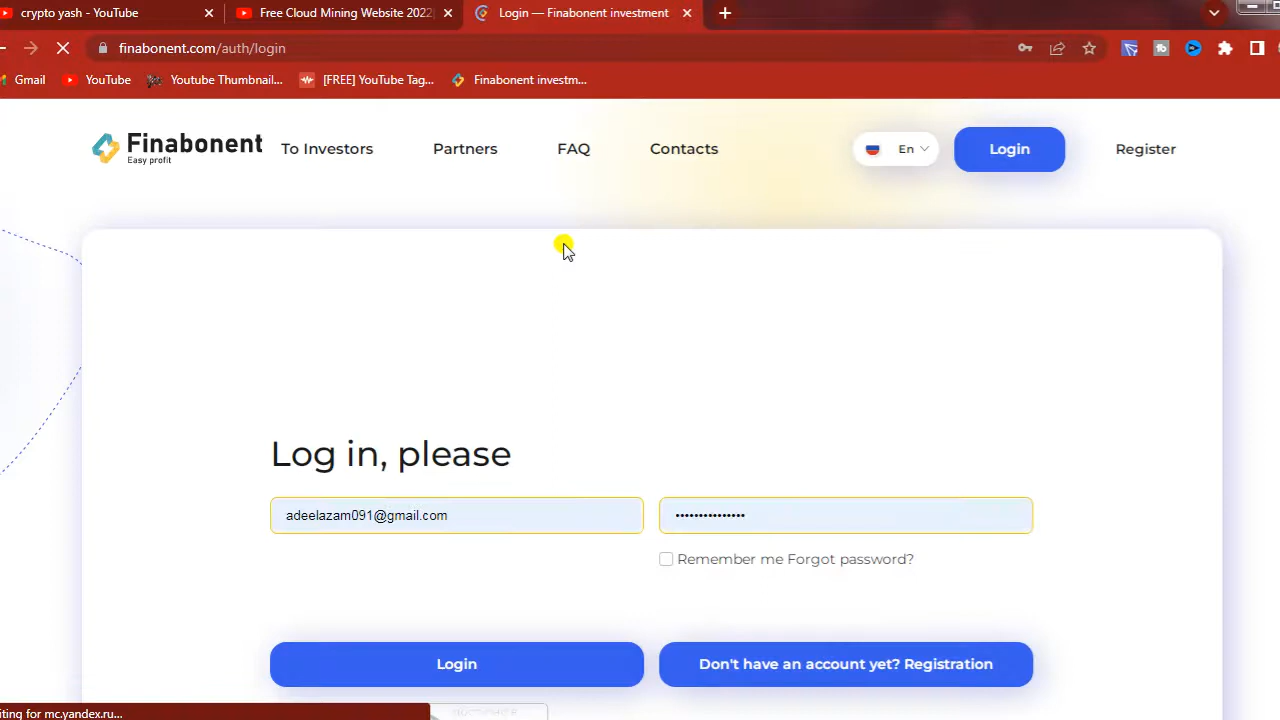 crypto yash - YouTube
Free Cloud Mining Website 2022|
Login — Finabonent investment
finabonent.com/auth/login
Gmail
YouTube
Youtube Thumbnail...
[FREE] YouTube Tag...
Finabonent investm...
Finabonent
Easy profit
To Investors
Partners
FAQ
Contacts
En
Login
Register
Log in, please
adeelazam091@gmail.com
•••••••••••••••
Remember me Forgot password?
Login
Don't have an account yet? Registration
iting for mc.yandex.ru...